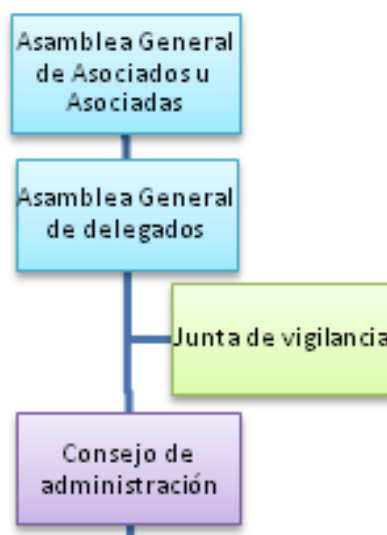 Asamblea General
de Asociados u
Asociadas
Asamblea General
de delegados
Junta de vigilancia
Consejo de
administración